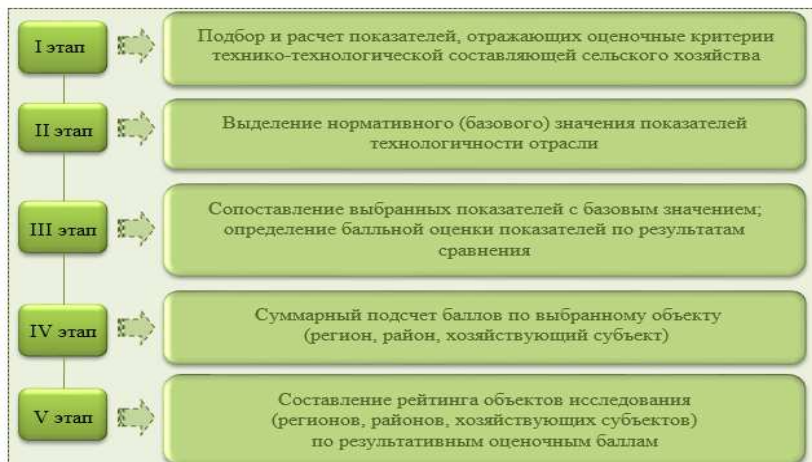 I этап
Подбор и расчет показателей, отражающих оценочные критерии
технико-технологической составляющей сельского хозяйства
II этап
Выделение нормативного (базового) значения показателей
технологичности отрасли
III этап
Сопоставление выбранных показателей с базовым значением;
определение балльной оценки показателей по результатам
сравнения
IV этап
Суммарный подсчет баллов по выбранному объекту
(регион, район, хозяйствующий субъект)
V этап
Составление рейтинга объектов исследования
(регионов, районов, хозяйствующих субъектов)
по результативным оценочным баллам